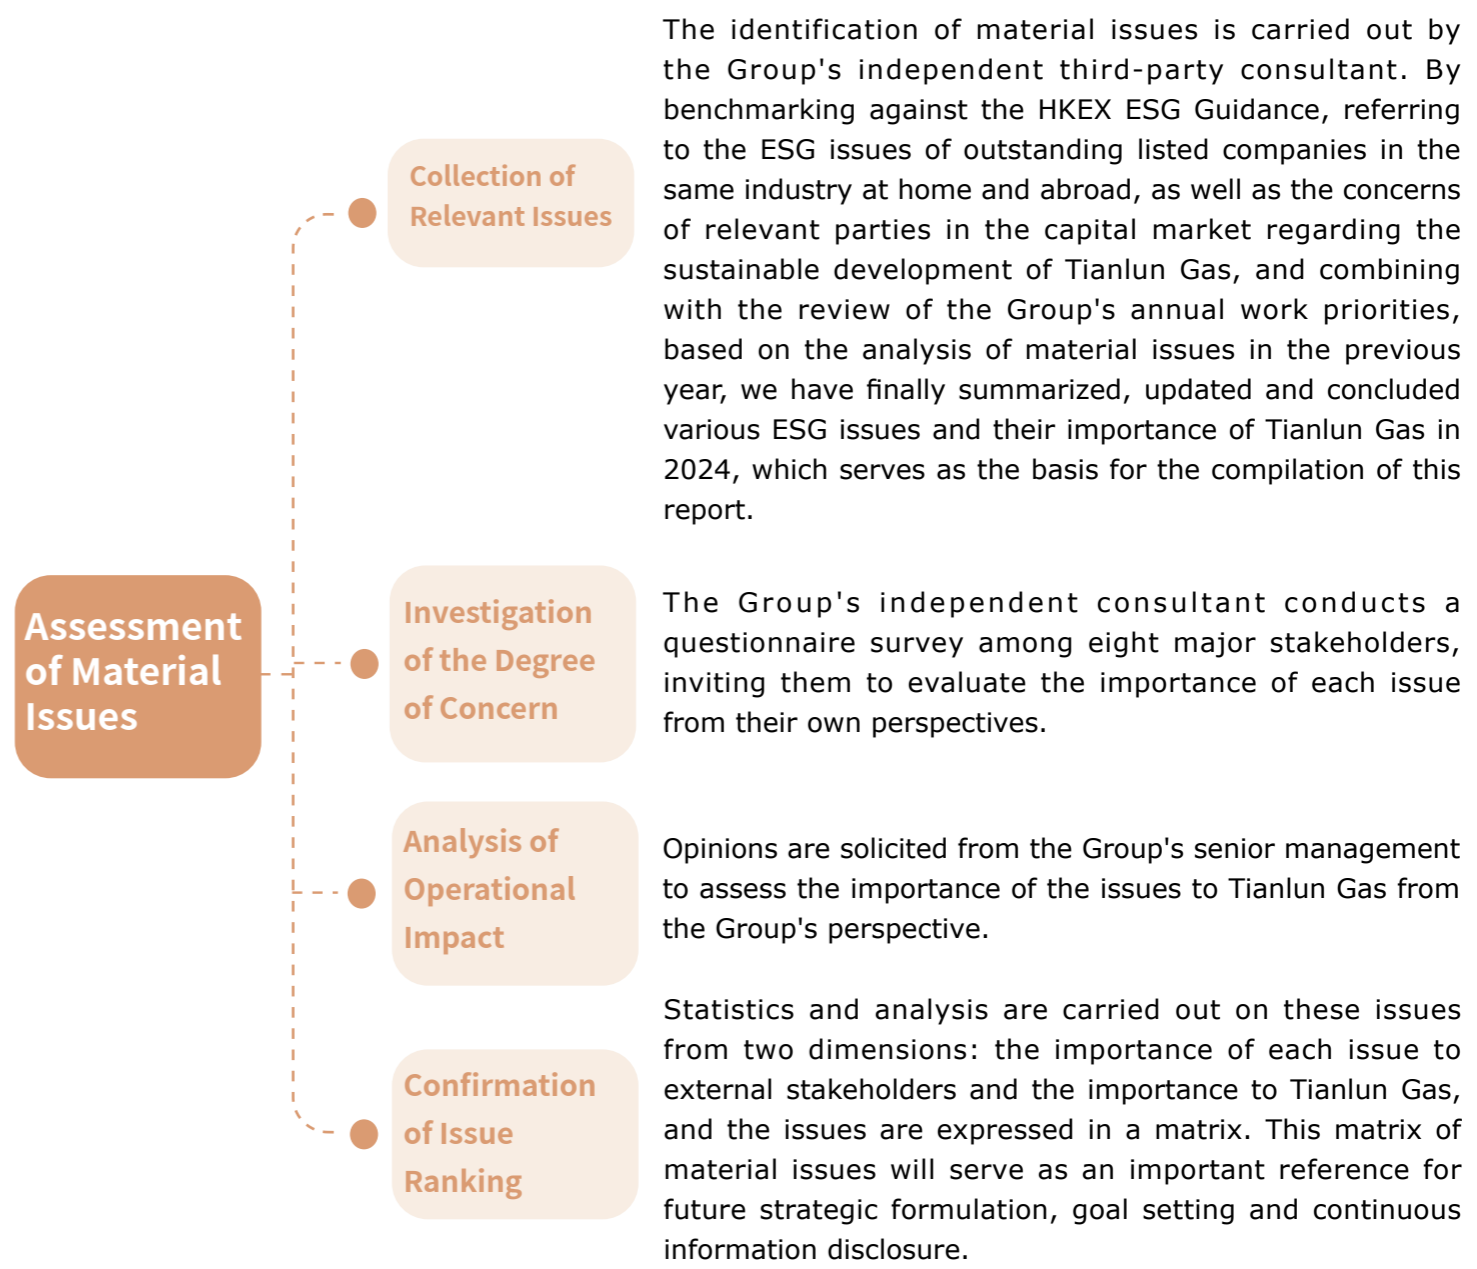 Assessment
of Material
Issues
Collection of
Relevant Issues
The identification of material issues is carried out by
the Group's independent third-party consultant. By
benchmarking against the HKEX ESG Guidance, referring
to the ESG issues of outstanding listed companies in the
same industry at home and abroad, as well as the concerns
of relevant parties in the capital market regarding the
sustainable development of Tianlun Gas, and combining
with the review of the Group's annual work priorities,
based on the analysis of material issues in the previous
year, we have finally summarized, updated and concluded
various ESG issues and their importance of Tianlun Gas in
2024, which serves as the basis for the compilation of this
report.
Investigation
of the Degree
of Concern
The Group's independent consultant conducts a
questionnaire survey among eight major stakeholders,
inviting them to evaluate the importance of each issue
from their own perspectives.
Analysis of
Operational
Impact
Opinions are solicited from the Group's senior management
to assess the importance of the issues to Tianlun Gas from
the Group's perspective.
Confirmation
of Issue
Ranking
Statistics and analysis are carried out on these issues
from two dimensions: the importance of each issue to
external stakeholders and the importance to Tianlun Gas,
and the issues are expressed in a matrix. This matrix of
material issues will serve as an important reference for
future strategic formulation, goal setting and continuous
information disclosure.